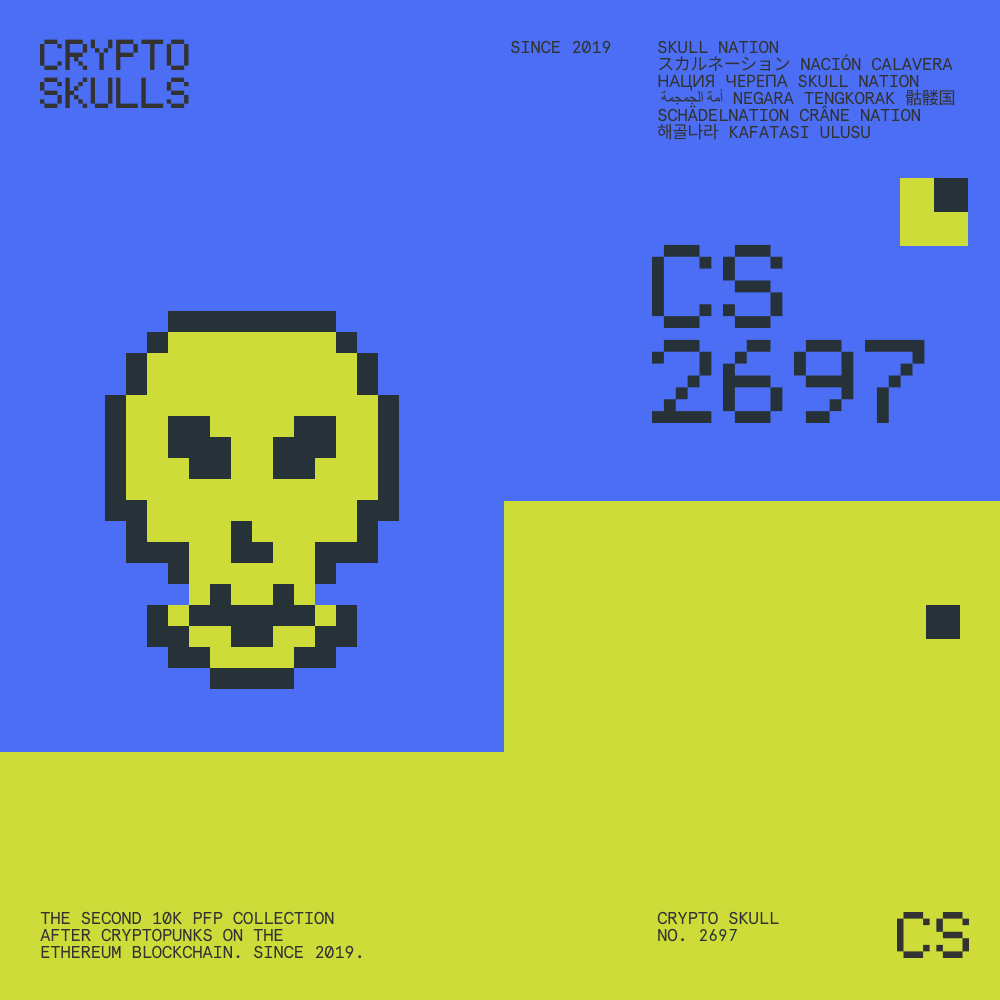 CRYPTO
SKULLS
SINCE 2019
SKULL NATION
スカルネーション NACIÓN CALAVERA
НАЦИЯ ЧЕРЕПА SKULL NATION
أمة الجمجمة NEGARA TENGKORAK 骷髅国
SCHÄDELNATION CRÂNE NATION
해골나라 KAFATASI ULUSU
CS
2697
THE SECOND 10K PFP COLLECTION
AFTER CRYPTOPUNKS ON THE
ETHEREUM BLOCKCHAIN. SINCE 2019.
CRYPTO SKULL
NO. 2697
CS